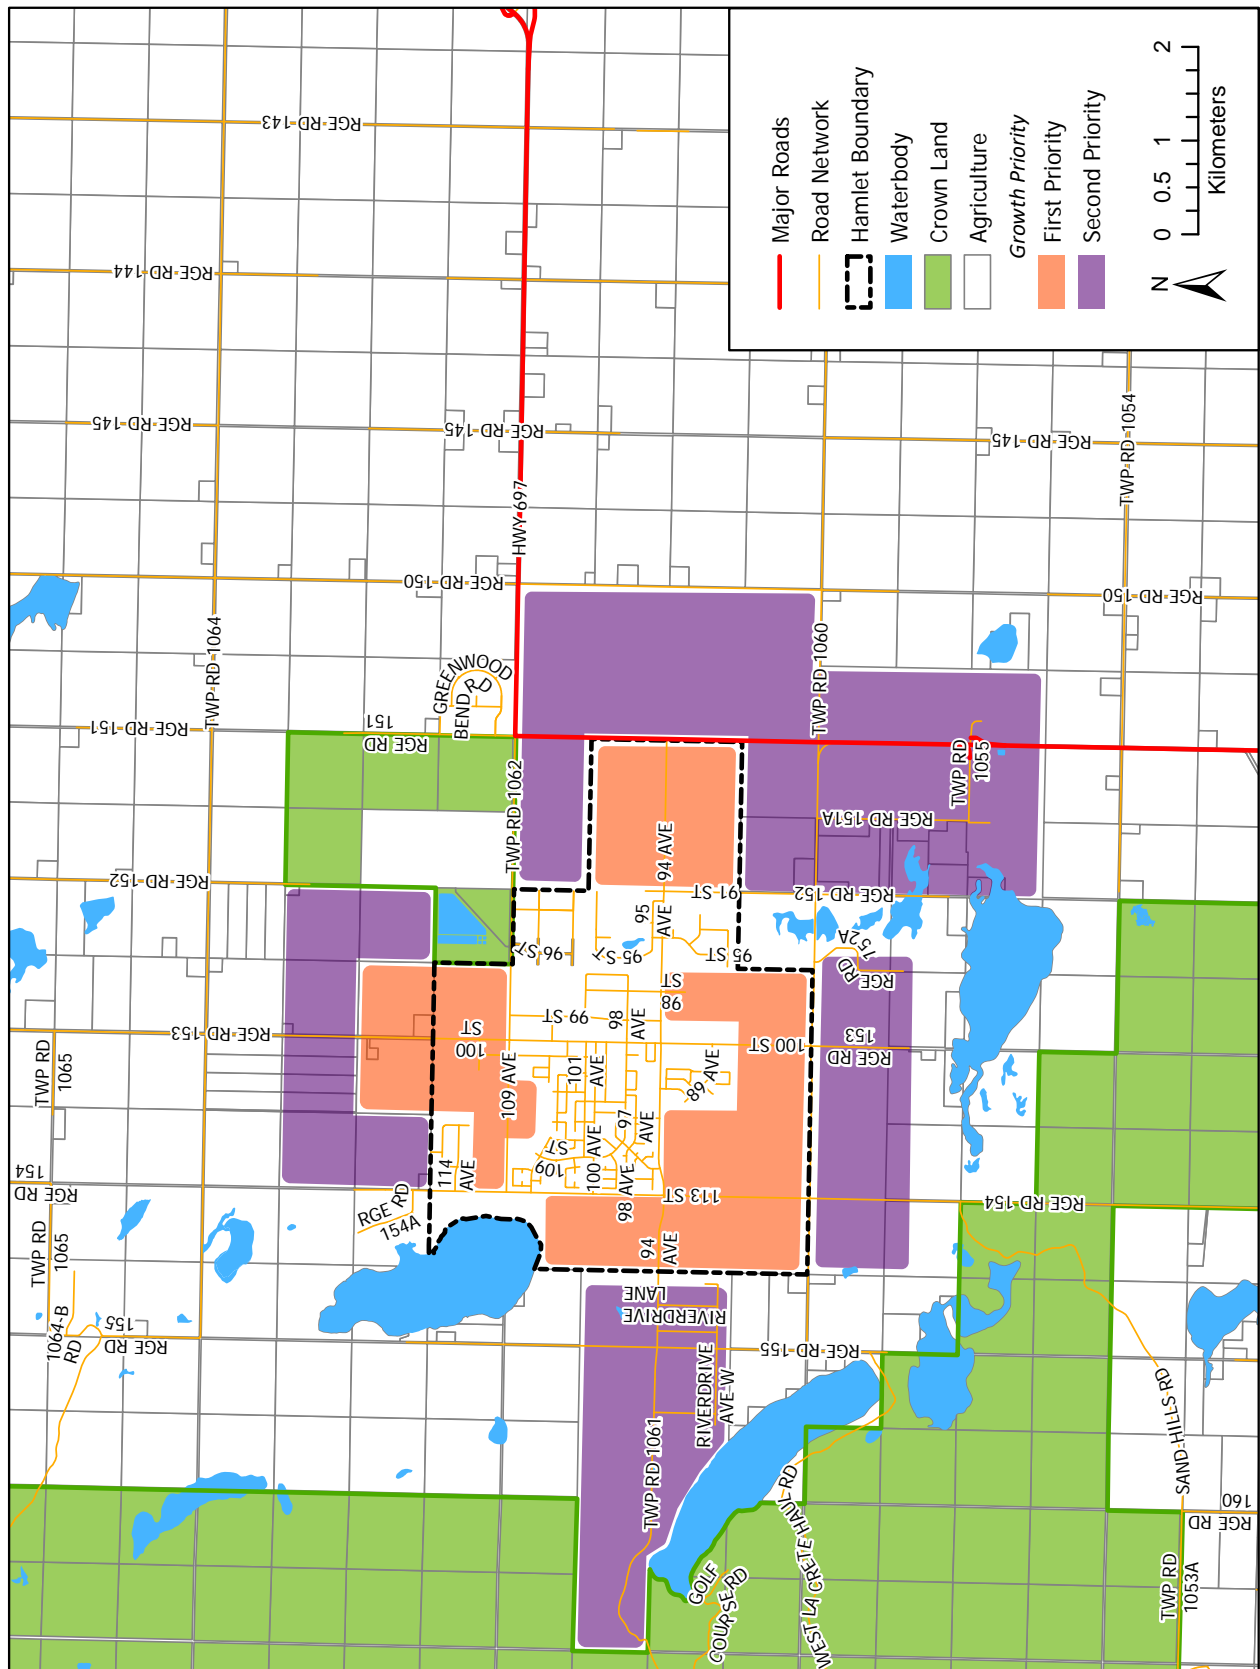 Major Roads
Road Network
Hamlet Boundary
Waterbody
Crown Land
Agriculture
Growth Priority
First Priority
Second Priority
0 0.5 1 2
Kilometers
N
RGE RD 143
RGE RD 144
RGE RD 145
RGE RD 145
RGE RD 145
TWP RD 1054
HWY 697
RGE RD 150
RGE RD 150
TWP RD 1064
GREENWOOD
BEND RD
TWP RD 1060
RGE RD 151
RGE RD
151
TWP RD 1062
TWP RD
1055
RGE RD 151A
RGE RD 152
RGE RD 152
94 AVE
91 ST
95
AVE
96 ST
95 ST
95 ST
RGE
RD
152A
98
ST
99 ST
98
AVE
RGE RD 153
100
ST
100 ST
RGE RD
153
TWP RD
1065
109 AVE
101
AVE
89 AVE
97
AVE
109
ST
100 AVE
98 AVE
114
AVE
113 ST
RGE RD
154
RGE RD 154
RGE RD
154A
TWP RD
1065
94
AVE
RIVERDRIVE
LANE
1064-B
RD
RGE RD
155
RGE RD 155
RIVERDRIVE
AVE W
TWP RD 1061
SAND HILLS RD
WEST LA CRETE HAUL RD
GOLF
COURSE RD
RGE RD
160
TWP RD
1053A